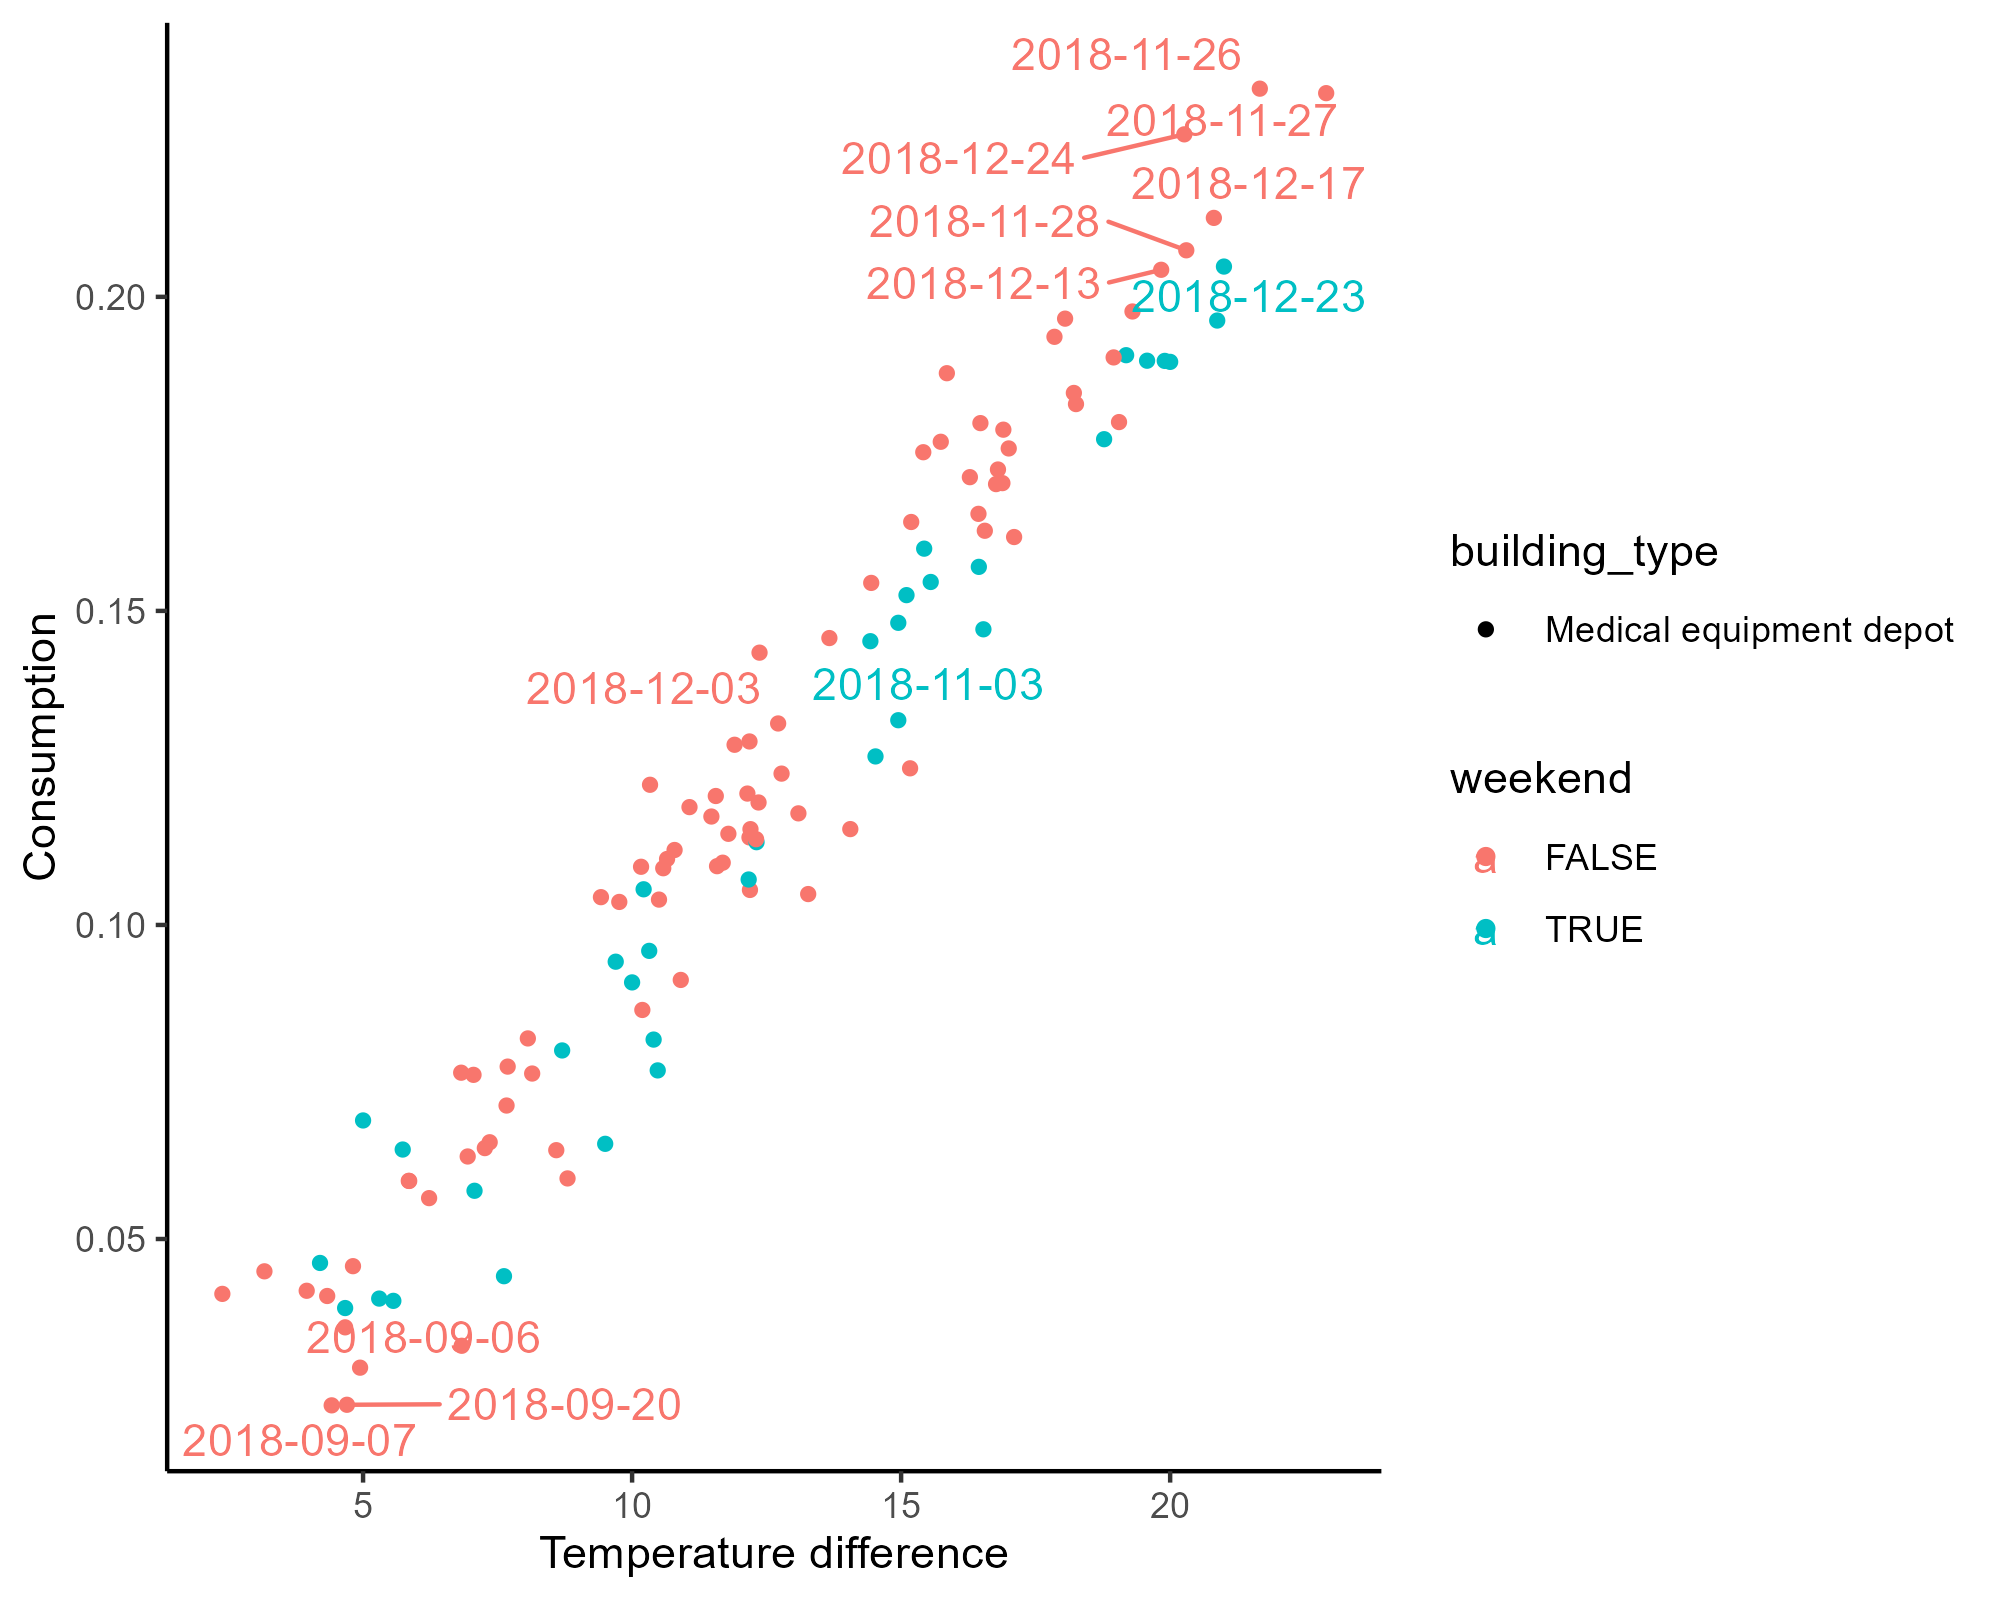 2018-11-26
2018-11-27
2018-12-24
2018-12-17
2018-11-28
2018-12-13
2018-12-23
2018-12-03
2018-11-03
2018-09-06
2018-09-20
2018-09-07
0.20
0.15
0.10
0.05
Consumption
5
10
15
20
Temperature difference
building_type
Medical equipment depot
weekend
a FALSE
a TRUE